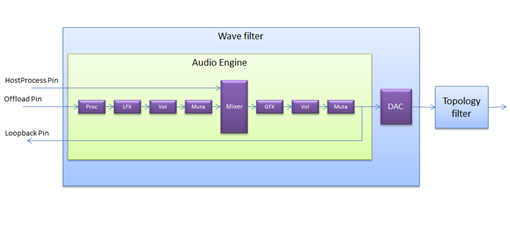 Wave filter
Audio Engine
HostProcess Pin
Offload Pin
Proc
LFX
Vol
Mute
Mixer
GFX
Vol
Mute
DAC
Topology
filter
Loopback Pin